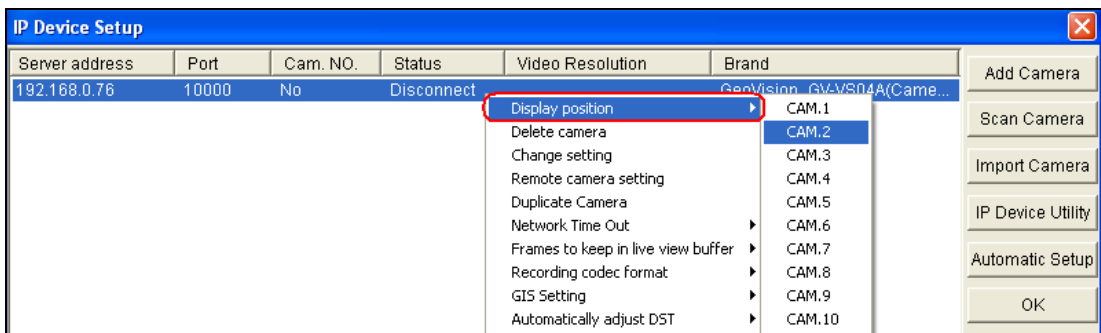 IP Device Setup
Server address Port Cam. NO. Status Video Resolution Brand
192.168.0.76 10000 No Disconnect GeoVision_GV-VS04A(Came...
Display position
Delete camera
Change setting
Remote camera setting
Duplicate Camera
Network Time Out
Frames to keep in live view buffer
Recording codec format
GIS Setting
Automatically adjust DST
CAM.1
CAM.2
CAM.3
CAM.4
CAM.5
CAM.6
CAM.7
CAM.8
CAM.9
CAM.10
Add Camera
Scan Camera
Import Camera
IP Device Utility
Automatic Setup
OK